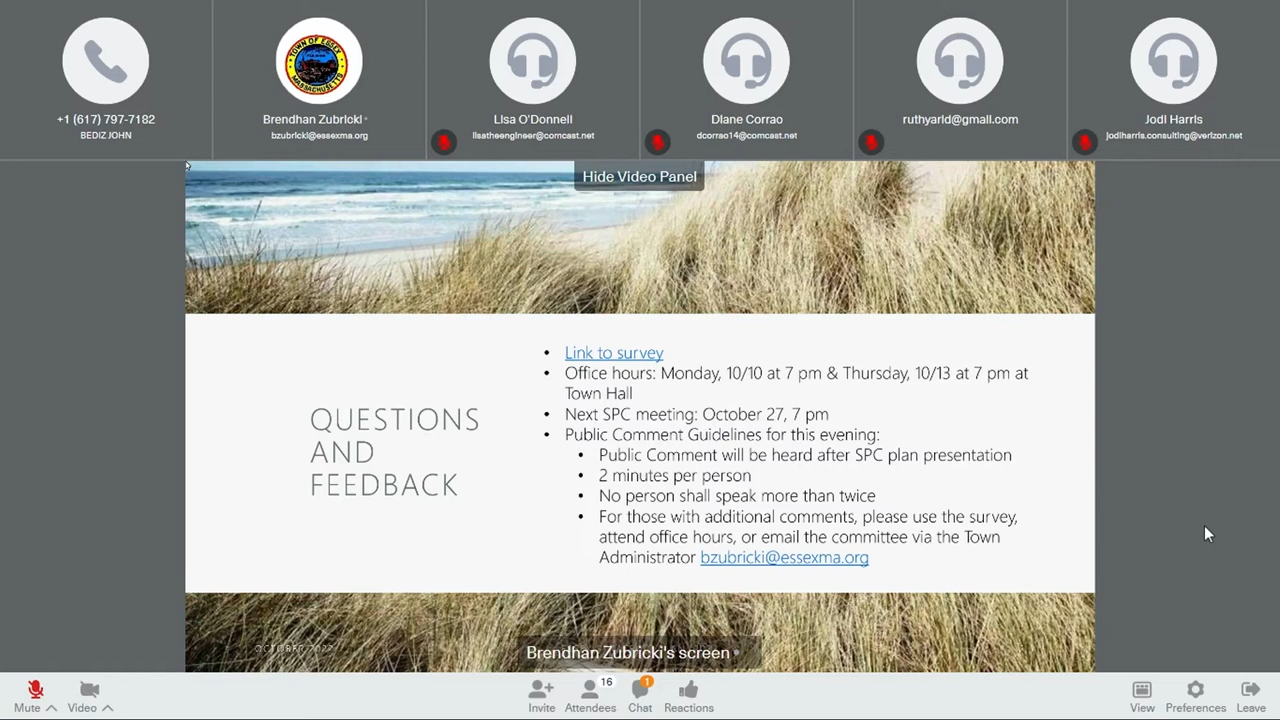 +1 (617) 797-7182
BEDIZ JOHN
Brendhan Zubricki
bzubricki@essexma.org
Lisa O'Donnell
lisatheengineer@comcast.net
Diane Corrao
dcorrao14@comcast.net
ruthyarid@gmail.com
Jodi Harris
jodiharris.consulting@verizon.net
TOWN OF ESSEX
MASSACHUSETTS
Hide Video Panel
QUESTIONS
AND
FEEDBACK
• Link to survey
• Office hours: Monday, 10/10 at 7 pm & Thursday, 10/13 at 7 pm at
Town Hall
• Next SPC meeting: October 27, 7 pm
• Public Comment Guidelines for this evening:
• Public Comment will be heard after SPC plan presentation
• 2 minutes per person
• No person shall speak more than twice
• For those with additional comments, please use the survey,
attend office hours, or email the committee via the Town
Administrator bzubricki@essexma.org
OCTOBER 2022
Brendhan Zubricki's screen
Mute
Video
Invite
16
Attendees
1
Chat
Reactions
View
Preferences
Leave